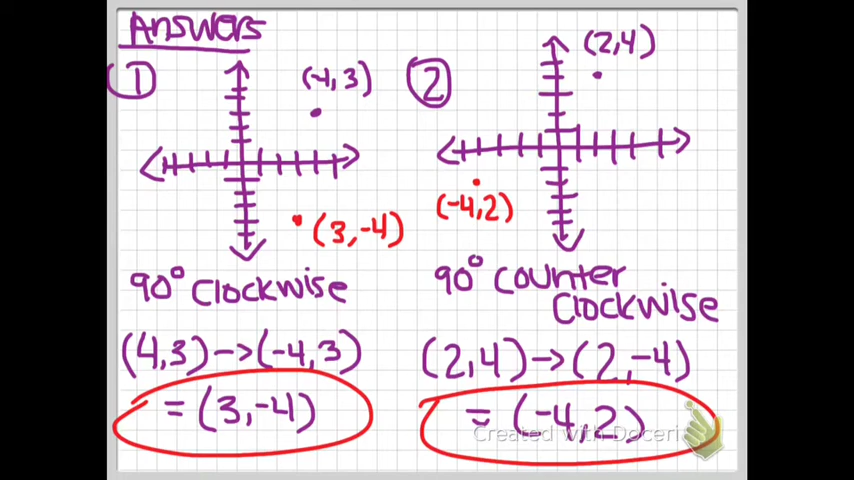 Answers
1
(-4,3)
(3,-4)
90° Clockwise
(4,3)->(-4,3)
=(3,-4)
2
(2,4)
(-4,2)
90° Counter
Clockwise
(2,4)->(2,-4)
=(-4,2)
Created with Doceri